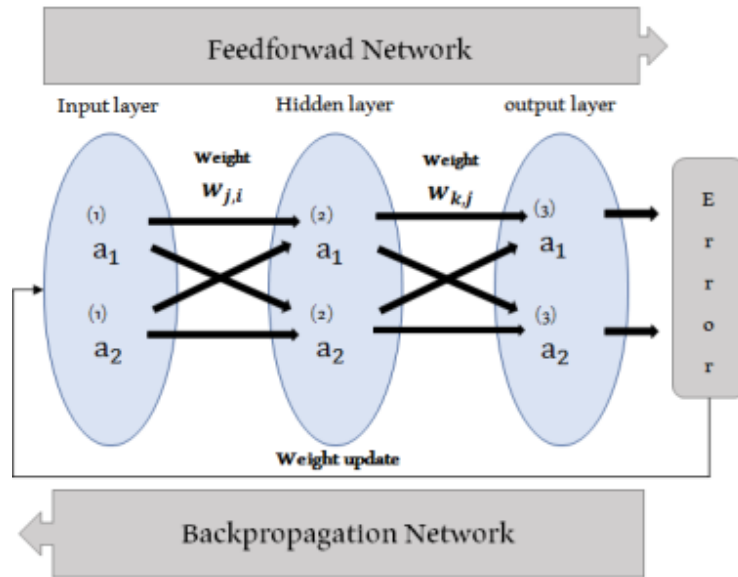 Feedforwad Network
Input layer
Hidden layer
output layer
Weight
W_{j,i}
Weight
W_{k,j}
(1)
a₁
(2)
a₁
(3)
a₁
(1)
a₂
(2)
a₂
(3)
a₂
E
r
r
o
r
Weight update
Backpropagation Network